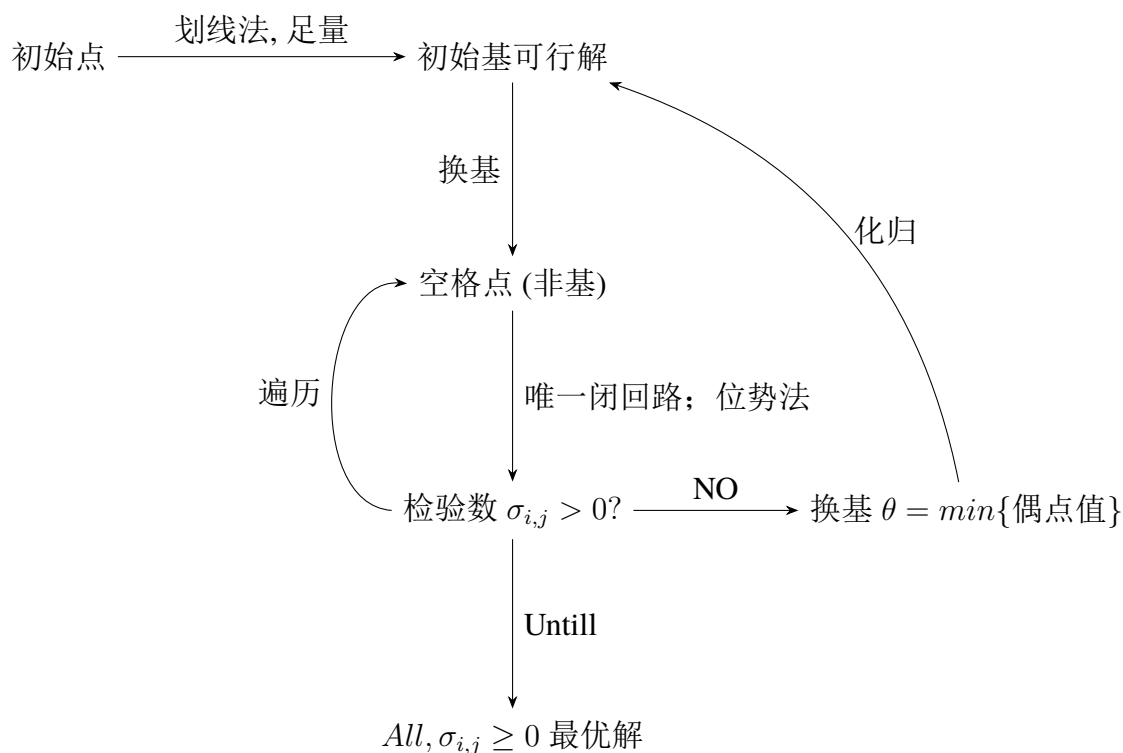 划线法, 足量
初始点
初始基可行解
换基
化归
空格点 (非基)
遍历
唯一闭回路；位势法
检验数 σ_{i,j} > 0?
NO
换基 θ = min{偶点值}
Untill
All, σ_{i,j} ≥ 0 最优解